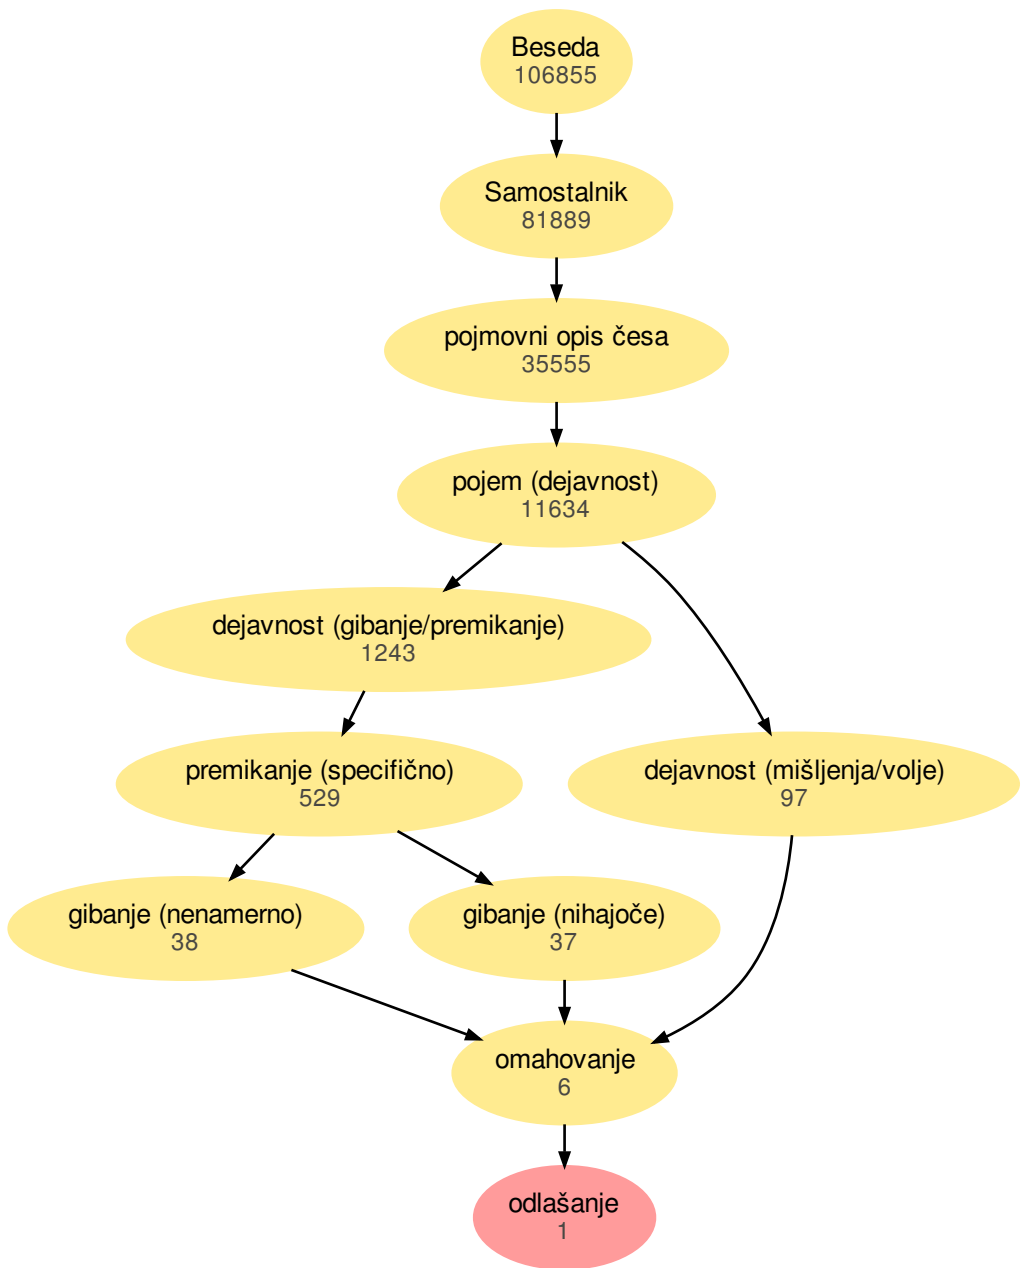 Beseda
106855
Samostalnik
81889
pojmovni opis česa
35555
pojem (dejavnost)
11634
dejavnost (gibanje/premikanje)
1243
premikanje (specifično)
529
dejavnost (mišljenja/volje)
97
gibanje (nenamerno)
38
gibanje (nihajoče)
37
omahovanje
6
odlašanje
1